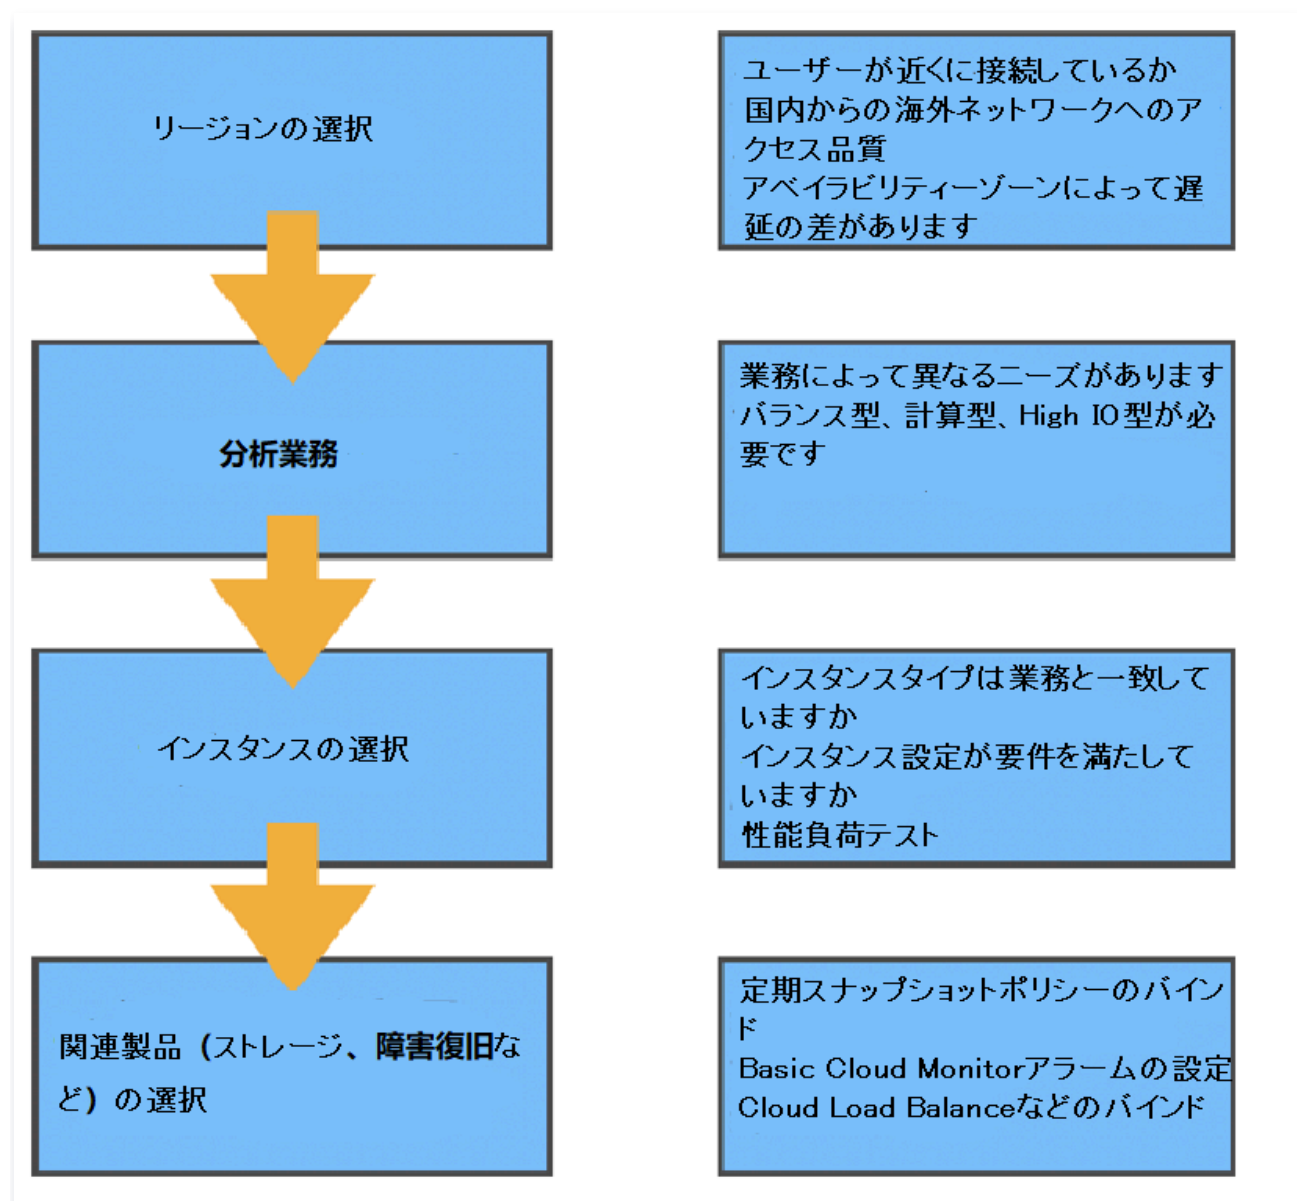 リージョンの選択
ユーザーが近くに接続しているか
国内からの海外ネットワークへのア
クセス品質
アベイラビリティーゾーンによって遅
延の差があります
分析業務
業務によって異なるニーズがあります
バランス型、計算型、High IO型が必
要です
インスタンスの選択
インスタンスタイプは業務と一致して
いますか
インスタンス設定が要件を満たして
いますか
性能負荷テスト
関連製品（ストレージ、障害復旧な
ど）の選択
定期スナップショットポリシーのバイン
ド
Basic Cloud Monitorアラームの設定
Cloud Load Balanceなどのバインド